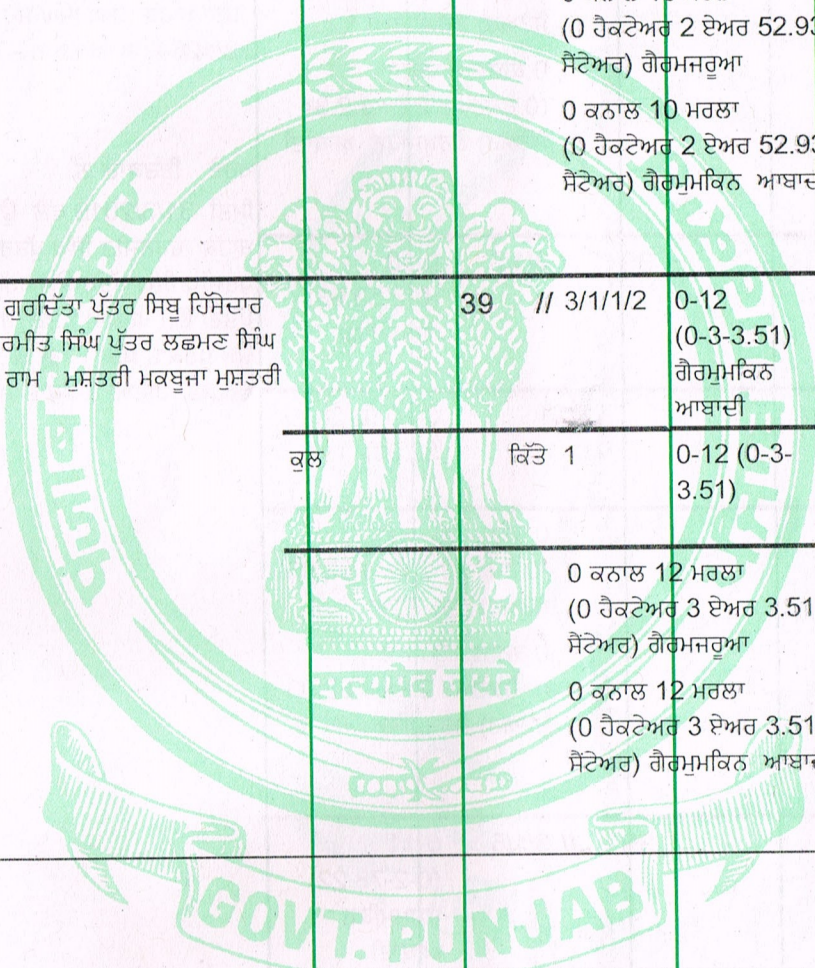 (0 ਹੈਕਟੇਅਰ 2 ਏਅਰ 52.93
ਸੈਂਟੇਅਰ) ਗੈਰਮਜਰੂਆ
0 ਕਨਾਲ 10 ਮਰਲਾ
(0 ਹੈਕਟੇਅਰ 2 ਏਅਰ 52.93
ਸੈਂਟੇਅਰ) ਗੈਰਮੁਮਕਿਨ ਆਬਾਦੀ
ਗੁਰਦਿੱਤਾ ਪੁੱਤਰ ਸਿਬੂ ਹਿੱਸੇਦਾਰ 39 // 3/1/1/2 0-12
ਰਮੀਤ ਸਿੰਘ ਪੁੱਤਰ ਲਛਮਣ ਸਿੰਘ (0-3-3.51)
ਰਾਮ ਮੁਸ਼ਤਰੀ ਮਕਬੂਜਾ ਮੁਸ਼ਤਰੀ ਗੈਰਮੁਮਕਿਨ
ਆਬਾਦੀ
ਕੁਲ ਕਿੱਤੇ 1 0-12 (0-3-
3.51)
0 ਕਨਾਲ 12 ਮਰਲਾ
(0 ਹੈਕਟੇਅਰ 3 ਏਅਰ 3.51
ਸੈਂਟੇਅਰ) ਗੈਰਮਜਰੂਆ
0 ਕਨਾਲ 12 ਮਰਲਾ
(0 ਹੈਕਟੇਅਰ 3 ਏਅਰ 3.51
ਸੈਂਟੇਅਰ) ਗੈਰਮੁਮਕਿਨ ਆਬਾਦੀ
सत्यमेव जयते
GOVT. PUNJAB